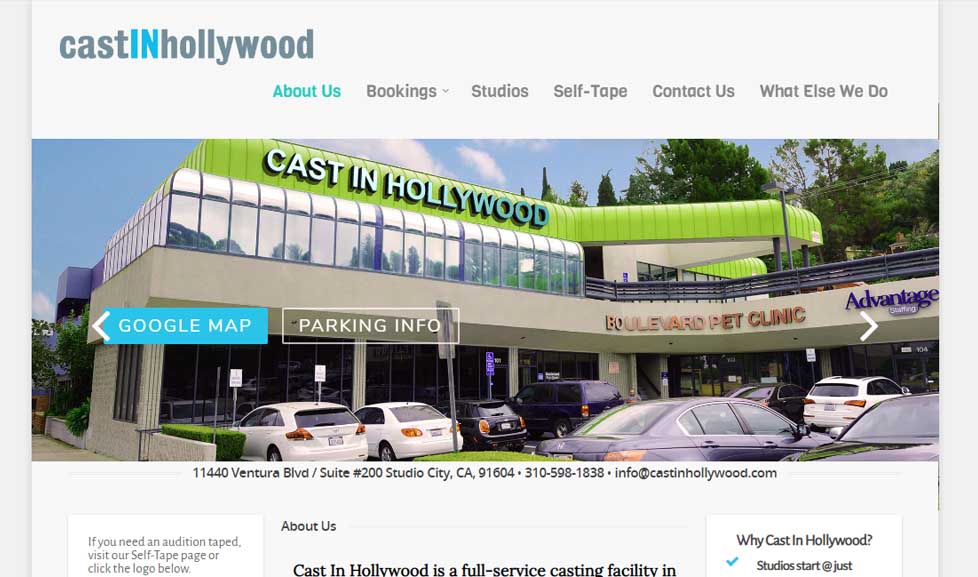 castINhollywood
About Us Bookings Studios Self-Tape Contact Us What Else We Do
CAST IN HOLLYWOOD
BOULEVARD PET CLINIC
Advantage
Staffing
GOOGLE MAP PARKING INFO
101
103
104
11440 Ventura Blvd / Suite #200 Studio City, CA, 91604 • 310-598-1838 • info@castinhollywood.com
If you need an audition taped,
visit our Self-Tape page or
click the logo below.
About Us
Cast In Hollywood is a full-service casting facility in
Why Cast In Hollywood?
Studios start @ just